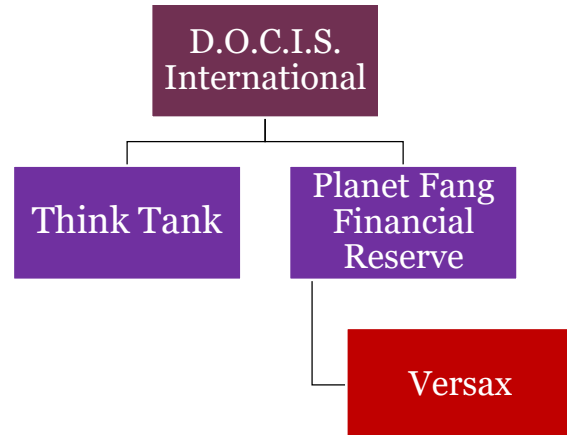 D.O.C.I.S.
International
Think Tank
Planet Fang
Financial
Reserve
Versax